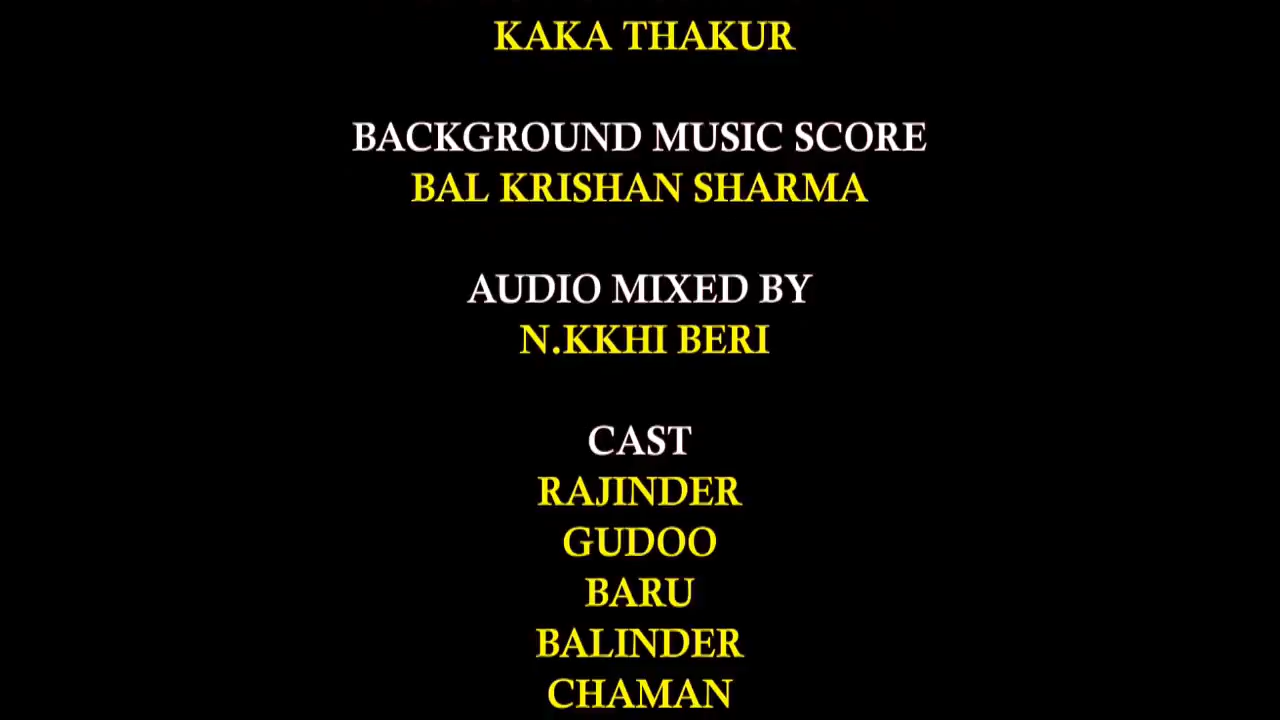 KAKA THAKUR
BACKGROUND MUSIC SCORE
BAL KRISHAN SHARMA
AUDIO MIXED BY
N.KKHI BERI
CAST
RAJINDER
GUDOO
BARU
BALINDER
CHAMAN